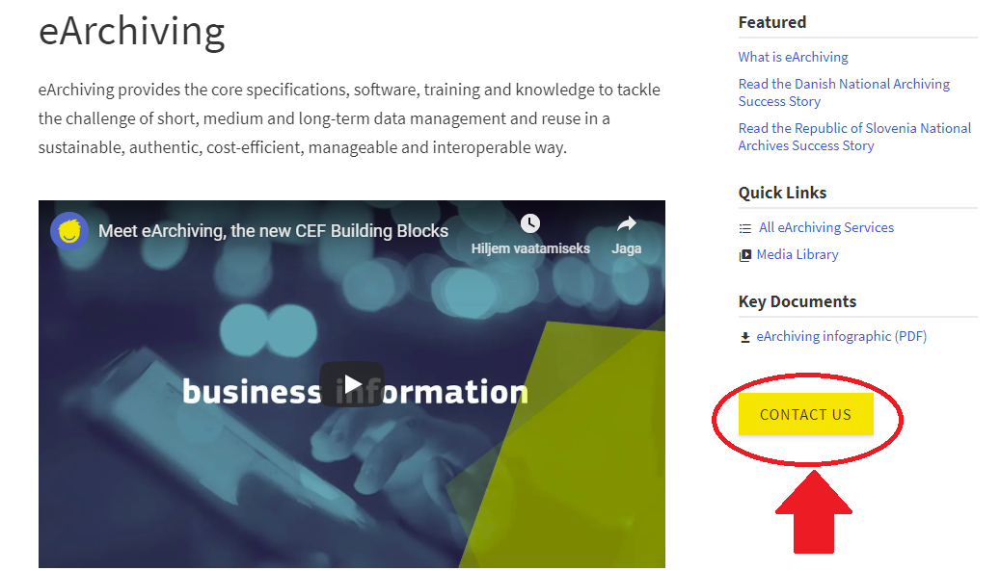 eArchiving
eArchiving provides the core specifications, software, training and knowledge to tackle
the challenge of short, medium and long-term data management and reuse in a
sustainable, authentic, cost-efficient, manageable and interoperable way.
Meet eArchiving, the new CEF Building Blocks
Hiljem vaatamiseks
Jaga
business information
Featured
What is eArchiving
Read the Danish National Archiving
Success Story
Read the Republic of Slovenia National
Archives Success Story
Quick Links
All eArchiving Services
Media Library
Key Documents
eArchiving infographic (PDF)
CONTACT US